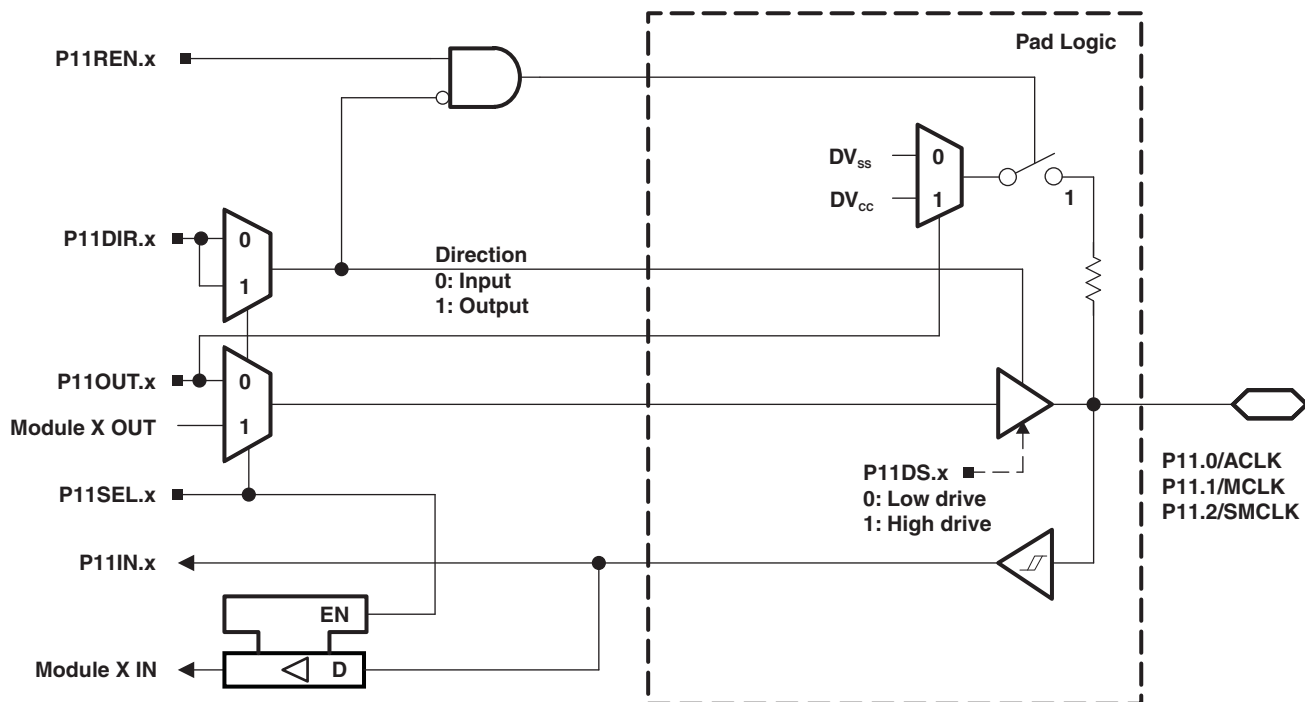 Pad Logic
P11REN.x
DVss
0
DVcc
1
1
P11DIR.x
0
1
Direction
0: Input
1: Output
P11OUT.x
0
Module X OUT
1
P11DS.x
0: Low drive
1: High drive
P11.0/ACLK
P11.1/MCLK
P11.2/SMCLK
P11SEL.x
P11IN.x
EN
Module X IN
D